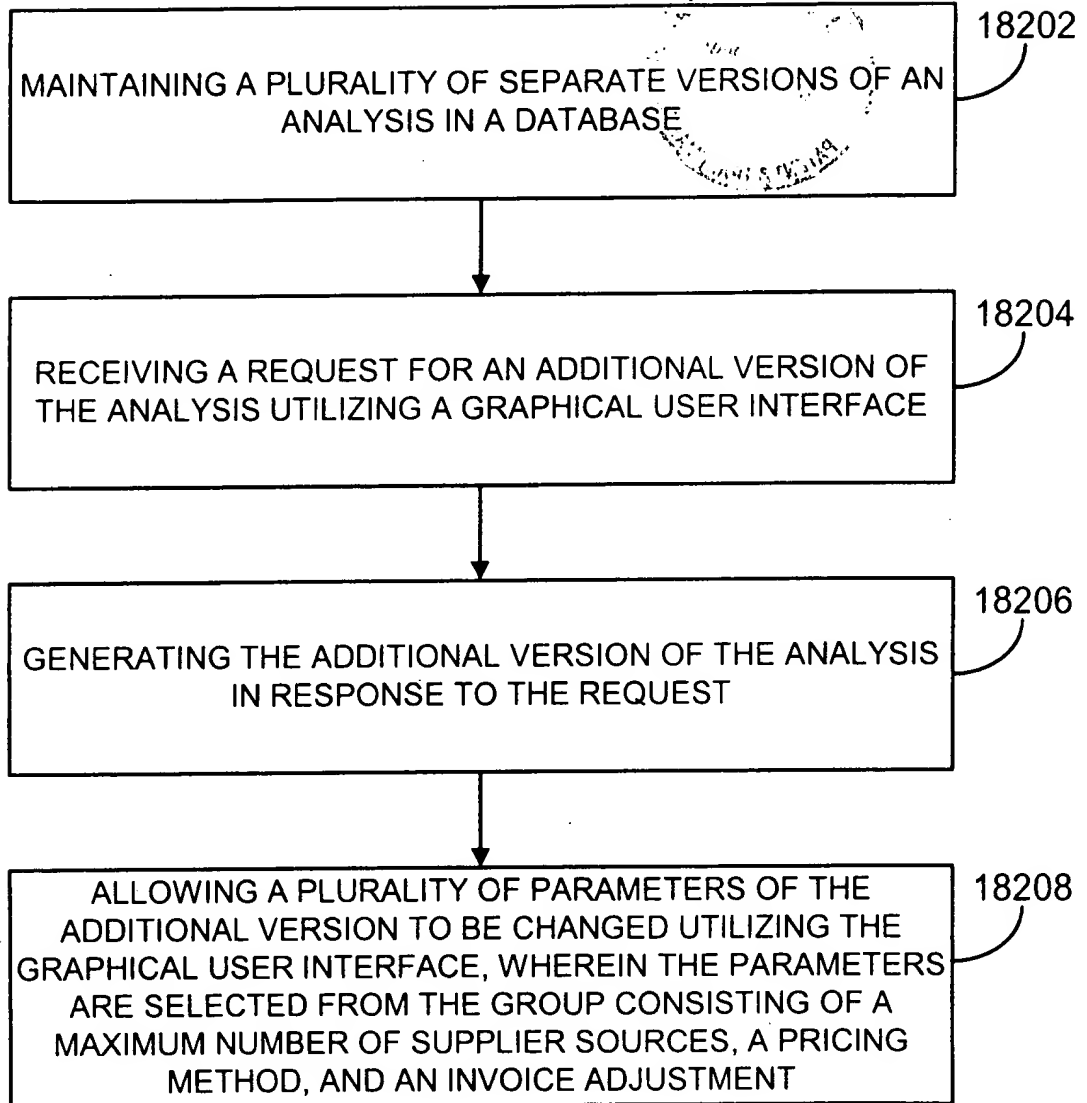 18202
MAINTAINING A PLURALITY OF SEPARATE VERSIONS OF AN
ANALYSIS IN A DATABASE
18204
RECEIVING A REQUEST FOR AN ADDITIONAL VERSION OF
THE ANALYSIS UTILIZING A GRAPHICAL USER INTERFACE
18206
GENERATING THE ADDITIONAL VERSION OF THE ANALYSIS
IN RESPONSE TO THE REQUEST
18208
ALLOWING A PLURALITY OF PARAMETERS OF THE
ADDITIONAL VERSION TO BE CHANGED UTILIZING THE
GRAPHICAL USER INTERFACE, WHEREIN THE PARAMETERS
ARE SELECTED FROM THE GROUP CONSISTING OF A
MAXIMUM NUMBER OF SUPPLIER SOURCES, A PRICING
METHOD, AND AN INVOICE ADJUSTMENT